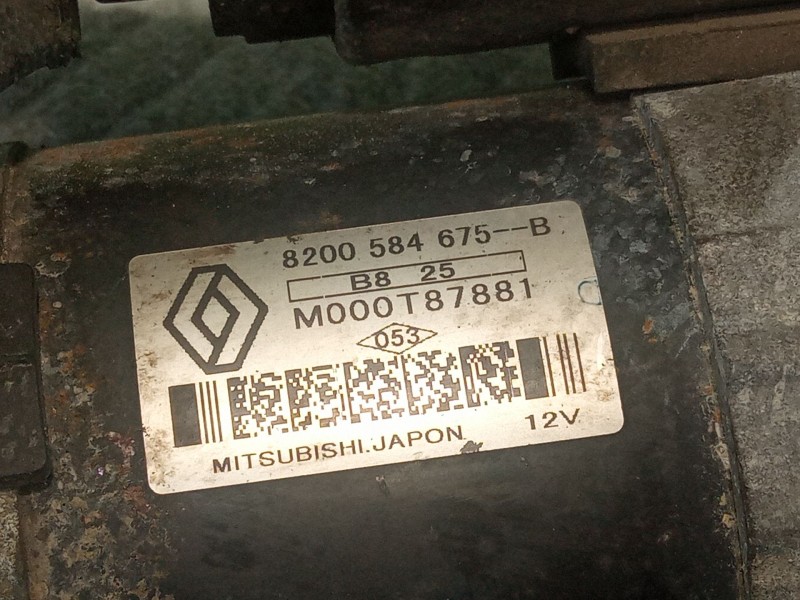 8200 584 675--B
B8 25
M000T87881
053
MITSUBISHI.JAPON
12V